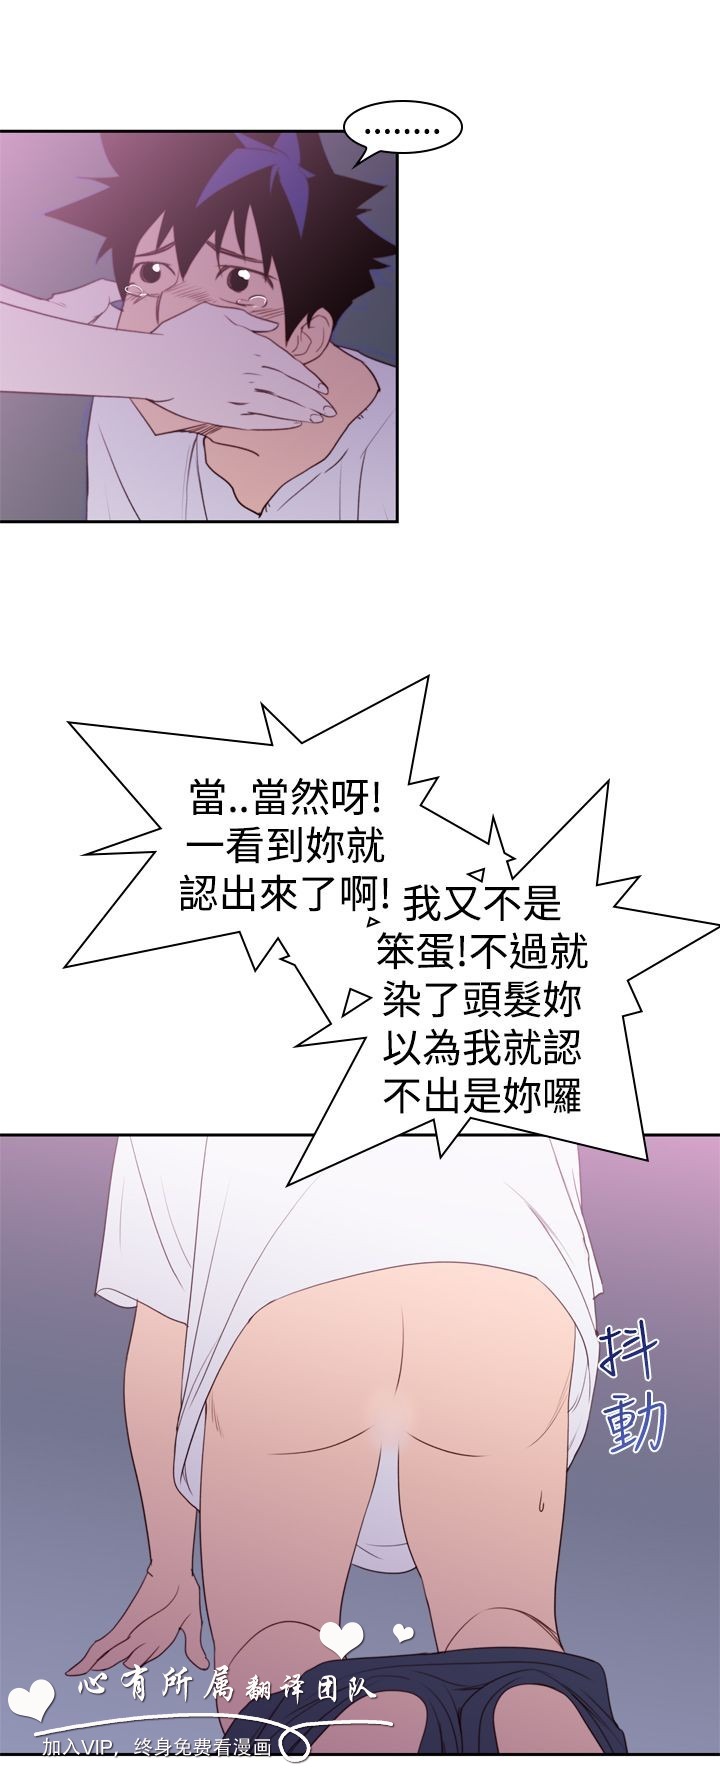 ........
當..當然呀!
一看到妳就
認出來了啊!
我又不是
笨蛋!不過就
染了頭髮妳
以為我就認
不出是妳囉
抖
動
心有所属翻译团队
加入VIP，终身免费看漫画